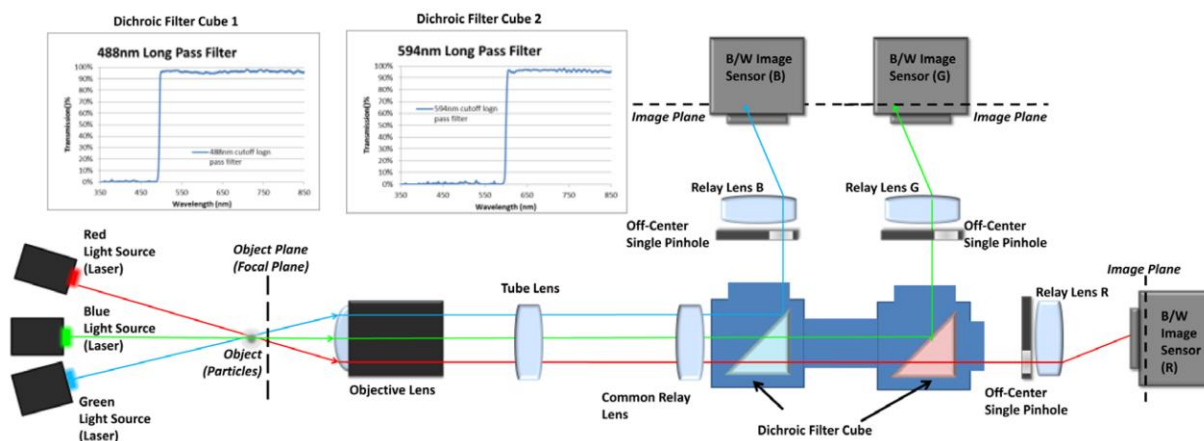 Dichroic Filter Cube 1
488nm Long Pass Filter
Transmission()%
100%
90%
80%
70%
60%
50%
40%
30%
20%
10%
0%
488nm cutoff logn
pass filter
350
450
550
650
750
850
Wavelength (nm)
Dichroic Filter Cube 2
594nm Long Pass Filter
Transmission()%
100%
90%
80%
70%
60%
50%
40%
30%
20%
10%
0%
594nm cutoff logn
pass filter
350
450
550
650
750
850
Wavelength (nm)
B/W Image
Sensor (B)
B/W Image
Sensor (G)
Image Plane
Image Plane
Relay Lens B
Relay Lens G
Off-Center
Single Pinhole
Off-Center
Single Pinhole
Red
Light Source
(Laser)
Object Plane
(Focal Plane)
Blue
Light Source
(Laser)
Object
(Particles)
Green
Light Source
(Laser)
Objective Lens
Tube Lens
Common Relay
Lens
Dichroic Filter Cube
Image Plane
Relay Lens R
B/W
Image
Sensor
(R)
Off-Center
Single Pinhole